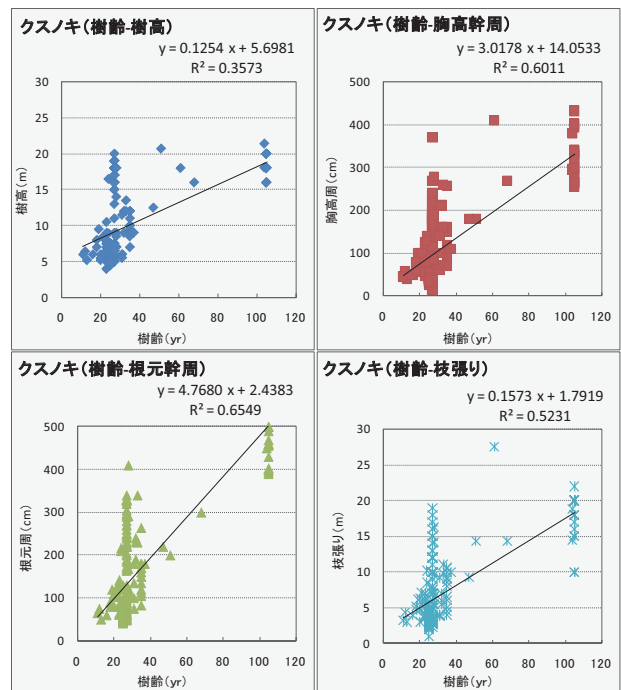 クスノキ(樹齢-樹高)
y = 0.1254 x + 5.6981
R² = 0.3573
30
25
20
15
10
5
0
樹高(m)
0 20 40 60 80 100 120
樹齢(yr)
クスノキ(樹齢-胸高幹周)
y = 3.0178 x + 14.0533
R² = 0.6011
500
400
300
200
100
0
胸高周(cm)
0 20 40 60 80 100 120
樹齢(yr)
クスノキ(樹齢-根元幹周)
y = 4.7680 x + 2.4383
R² = 0.6549
500
400
300
200
100
0
根元周(cm)
0 20 40 60 80 100 120
樹齢(yr)
クスノキ(樹齢-枝張り)
y = 0.1573 x + 1.7919
R² = 0.5231
30
25
20
15
10
5
0
枝張り(m)
0 20 40 60 80 100 120
樹齢(yr)